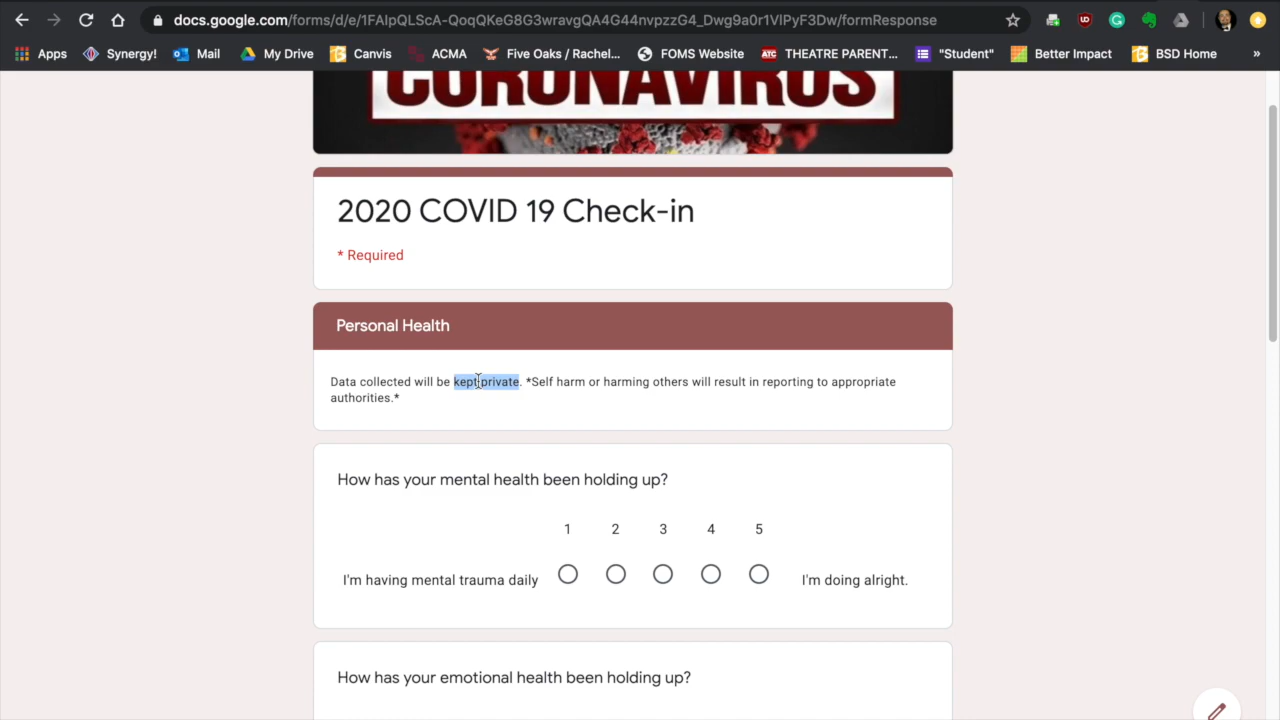 docs.google.com/forms/d/e/1FAIpQLScA-QoqQKeG8G3wravgQA4G44nvpzzG4_Dwg9a0r1VIPyF3Dw/formResponse
Apps Synergy! Mail My Drive Canvis ACMA Five Oaks / Rachel... FOMS Website ATC THEATRE PARENT... "Student" Better Impact BSD Home »
CORONAVIRUS
2020 COVID 19 Check-in
* Required
Personal Health
Data collected will be kept private. *Self harm or harming others will result in reporting to appropriate
authorities.*
How has your mental health been holding up?
1 2 3 4 5
I'm having mental trauma daily I'm doing alright.
How has your emotional health been holding up?